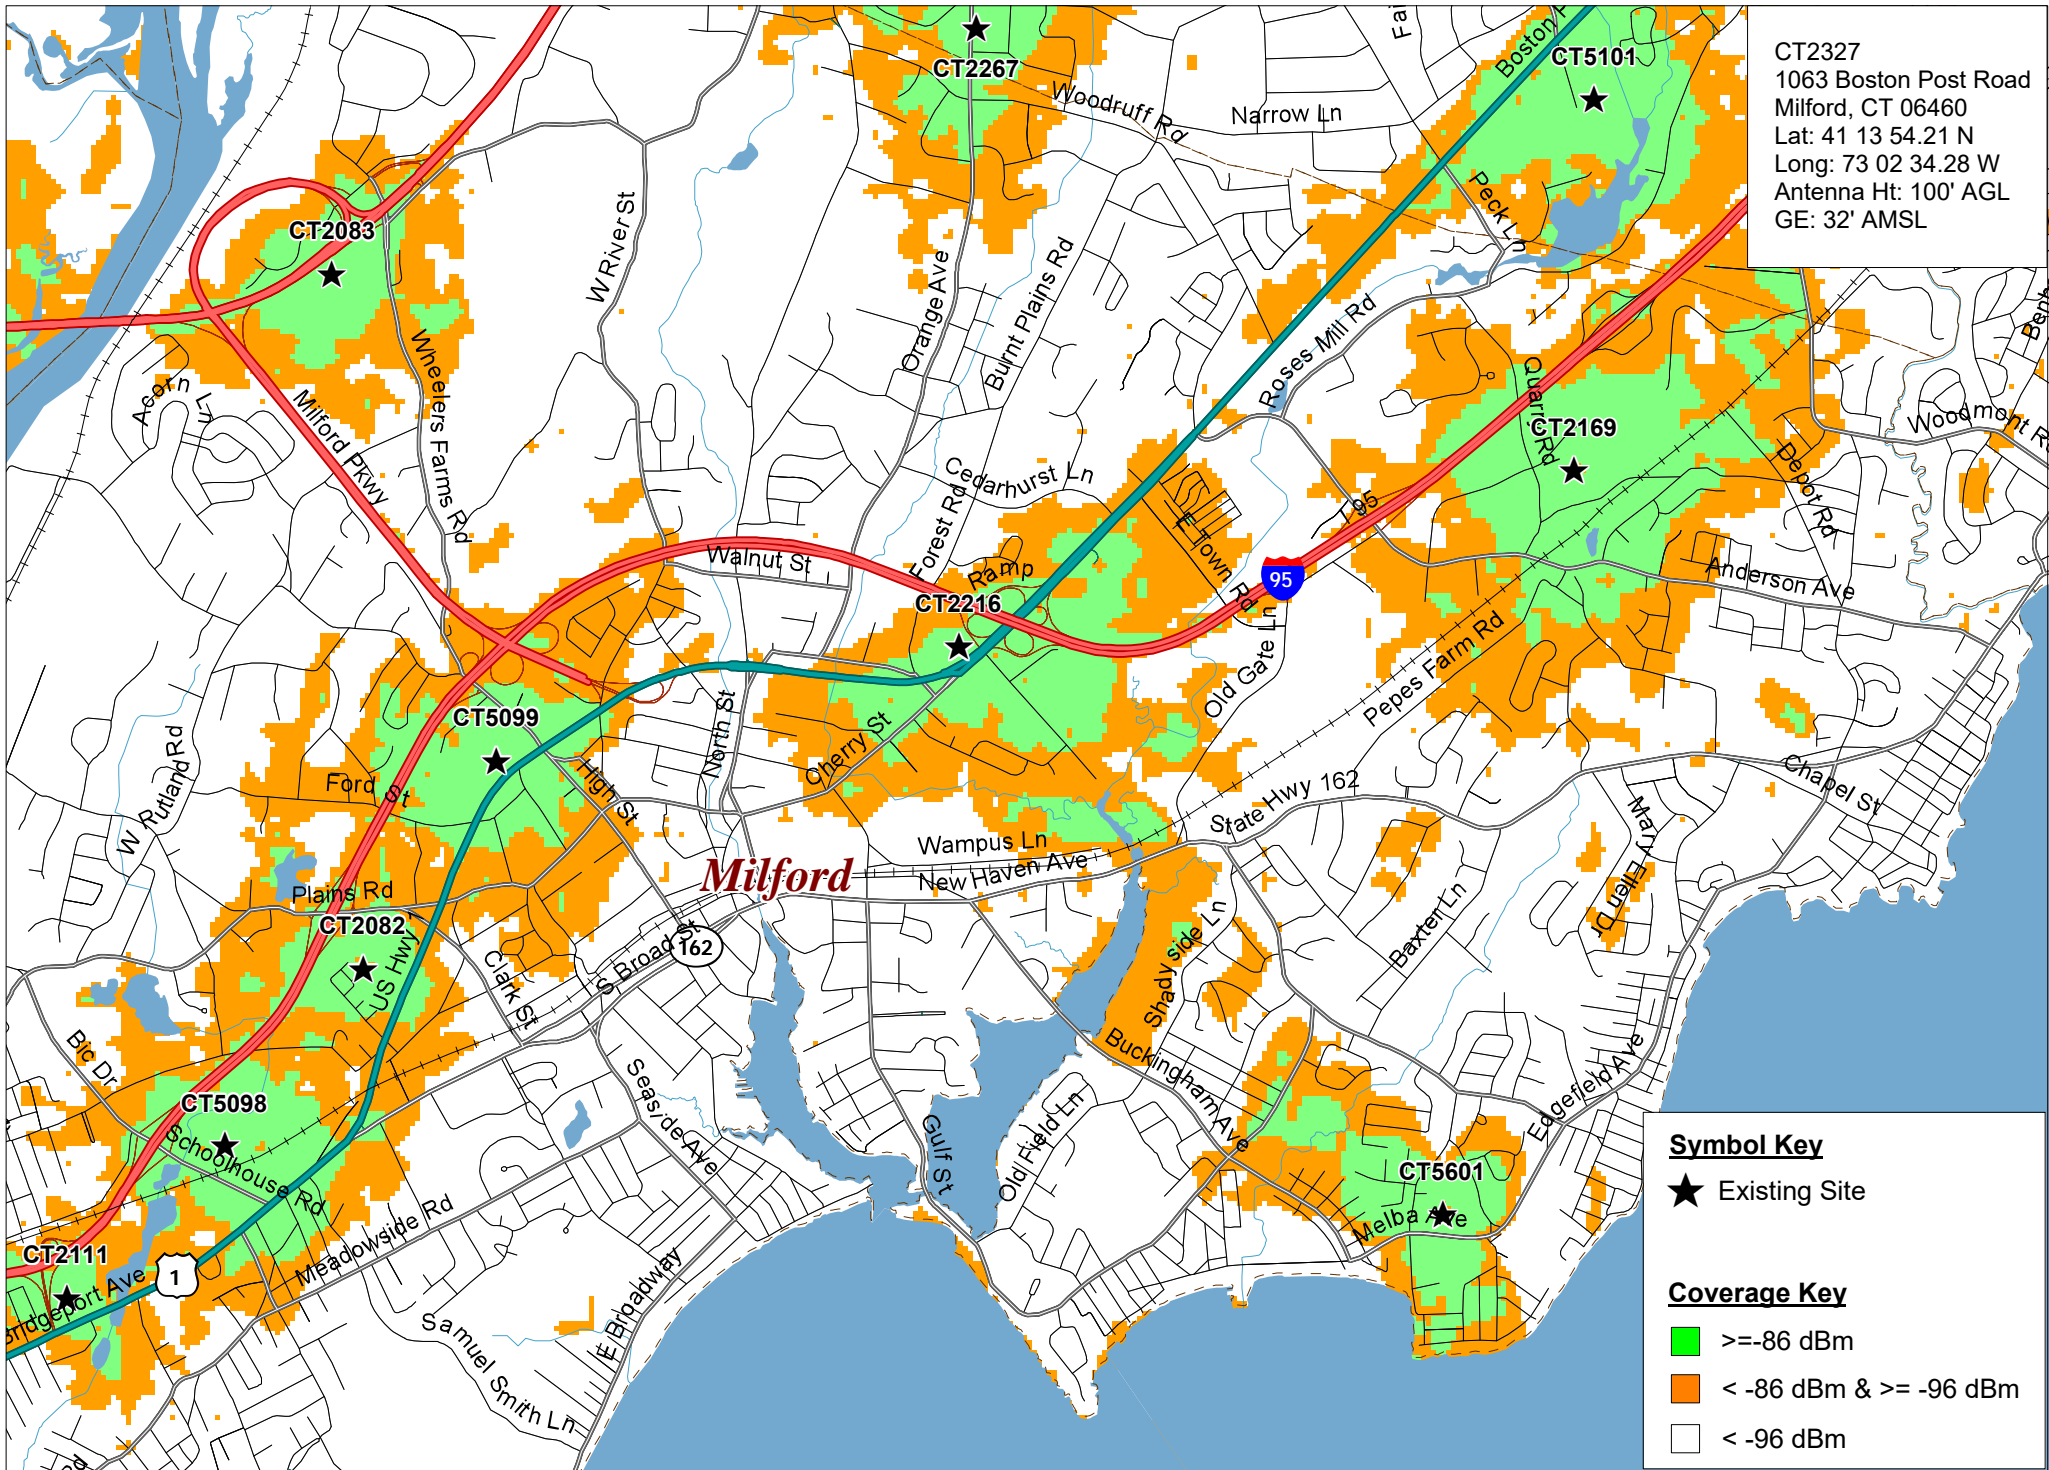 CT2327
1063 Boston Post Road
Milford, CT 06460
Lat: 41 13 54.21 N
Long: 73 02 34.28 W
Antenna Ht: 100' AGL
GE: 32' AMSL
CT2267
Boston
CT5101
Woodruff Rd
Narrow Ln
Peck Ln
CT2083
W River St
Orange Ave
Burnt Plains Rd
Roses Mill Rd
Acorn Ln
Milford Pkwy
Wheelers Farms Rd
Quarry Rd
CT2169
Woodmont R
Depot Rd
Cedarhurst Ln
Forest Rd
E Town Rd
I 95
95
Walnut St
Ramp
CT2216
Anderson Ave
Old Gate Ln
Pepes Farm Rd
CT5099
North St
Cherry St
Ford St
High St
W Rutland Rd
State Hwy 162
Chapel St
Mary Ellen Dr
Wampus Ln
New Haven Ave
Milford
Plains Rd
CT2082
US Hwy 1
Clark St
S Broad St
162
Shady side Ln
Baxter Ln
Bic Dr
CT5098
Schoolhouse Rd
Seaside Ave
Gulf St
Old Field Ln
Buckingham Ave
Edgefield Ave
CT5601
Melba Ave
CT2111
Bridgeport Ave
1
Meadowside Rd
Samuel Smith Ln
E Broadway
Symbol Key
Existing Site
Coverage Key
>=-86 dBm
< -86 dBm & >= -96 dBm
< -96 dBm